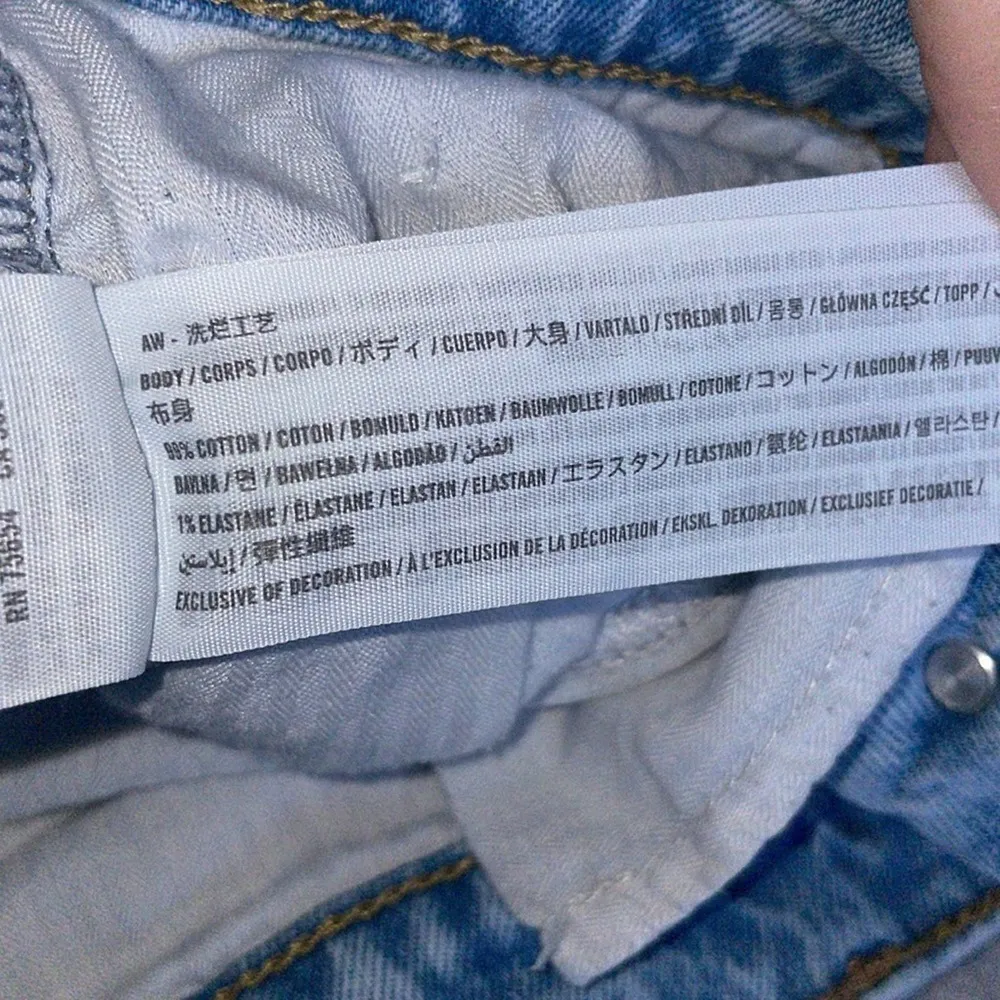 AW - 洗烂工艺
BODY / CORPS / CORPO / ボディ / CUERPO / 大身 / VARTALO / STŘEDNÍ DÍL / 몸통 / GŁÓWNA CZĘŚĆ / TOPP /
布身
99% COTTON / COTON / BOMULD / KATOEN / BAUMWOLLE / BOMULL / COTONE / コットン / ALGODÓN / 棉 /
BAVLNA / 면 / BAWEŁNA / ALGODÃO / القطن
1% ELASTANE / ÉLASTANE / ELASTAN / ELASTAAN / エラスタン / ELASTANO / 氨纶 / ELASTAANIA / 엘라스탄 /
إيلاستين / 彈性纖維
EXCLUSIVE OF DECORATION / À L'EXCLUSION DE LA DÉCORATION / EKSKL. DEKORATION / EXCLUSIEF DECORATIE /
RN 75654